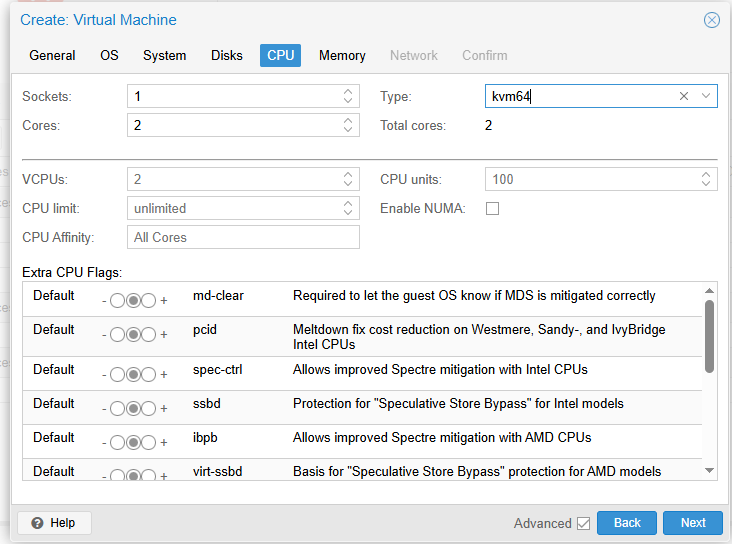 Create: Virtual Machine
General OS System Disks CPU Memory Network Confirm
Sockets: 1 Type: kvm64
Cores: 2 Total cores: 2
VCPUs: 2 CPU units: 100
CPU limit: unlimited Enable NUMA:
CPU Affinity: All Cores
Extra CPU Flags:
Default - + md-clear Required to let the guest OS know if MDS is mitigated correctly
Default - + pcid Meltdown fix cost reduction on Westmere, Sandy-, and IvyBridge
Intel CPUs
Default - + spec-ctrl Allows improved Spectre mitigation with Intel CPUs
Default - + ssbd Protection for "Speculative Store Bypass" for Intel models
Default - + ibpb Allows improved Spectre mitigation with AMD CPUs
Default - + virt-ssbd Basis for "Speculative Store Bypass" protection for AMD models
Help Advanced Back Next